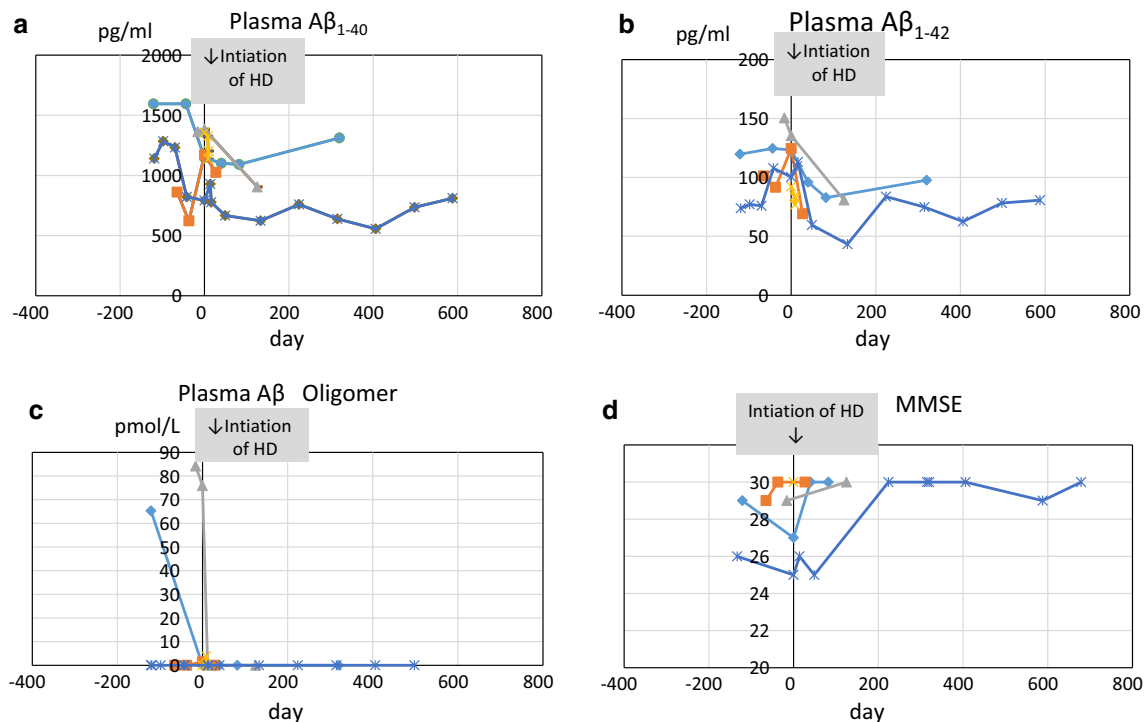 a
Plasma Aβ1-40
pg/ml
↓Intiation
of HD
2000
1500
1000
500
0
-400 -200 0 200 400 600 800
day
b
Plasma Aβ1-42
pg/ml
↓Intiation
of HD
200
150
100
50
0
-400 -200 0 200 400 600 800
day
c
Plasma Aβ Oligomer
pmol/L
↓Intiation
of HD
90
80
70
60
50
40
30
20
10
0
-400 -200 0 200 400 600 800
day
d
MMSE
Intiation of HD
↓
30
28
26
24
22
20
-400 -200 0 200 400 600 800
day